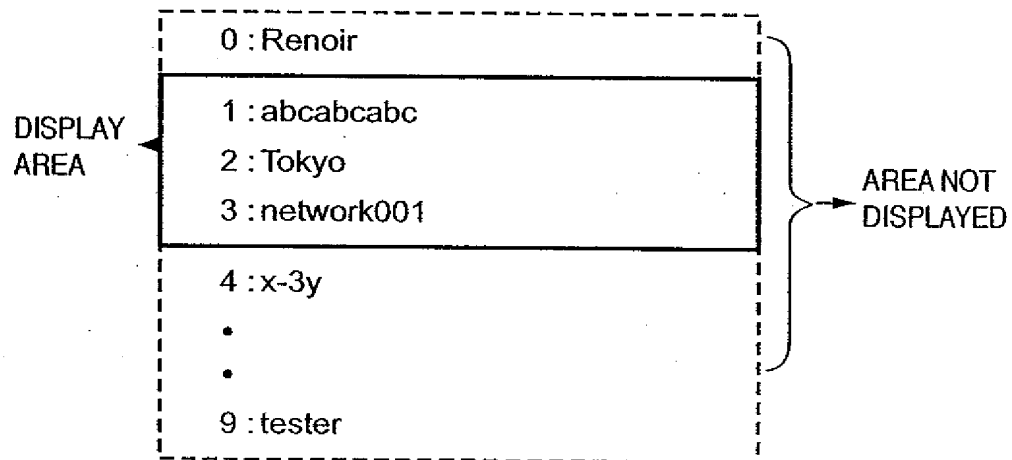 0 : Renoir
1 : abcabcabc
2 : Tokyo
3 : network001
4 : x-3y
•
•
9 : tester
DISPLAY
AREA
AREA NOT
DISPLAYED